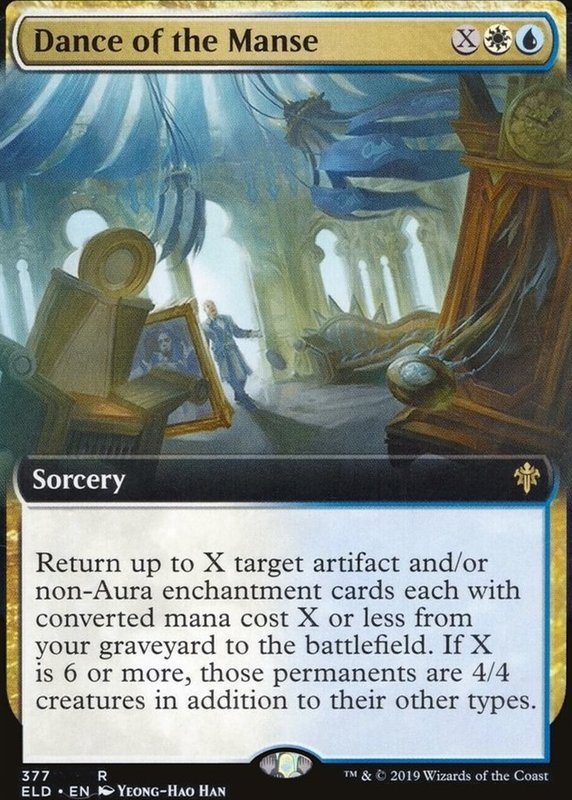 Dance of the Manse X
Sorcery
Return up to X target artifact and/or
non-Aura enchantment cards each with
converted mana cost X or less from
your graveyard to the battlefield. If X
is 6 or more, those permanents are 4/4
creatures in addition to their other types.
377 R
ELD • EN Yeong-Hao Han
™ & © 2019 Wizards of the Coast